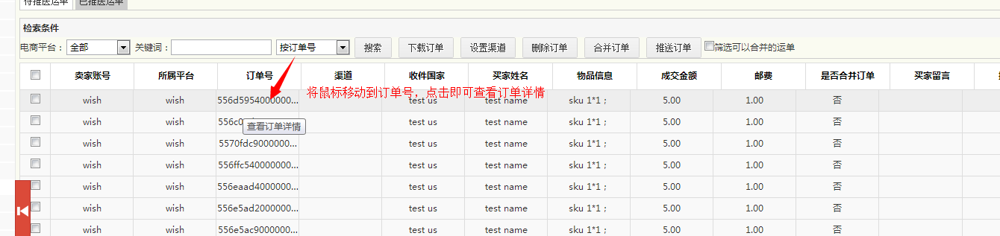 待推送运单 已推送运单
检索条件
电商平台： 全部 关键词： 按订单号 搜索 下载订单 设置渠道 删除订单 合并订单 推送订单 筛选可以合并的运单
卖家账号 所属平台 订单号 渠道 收件国家 买家姓名 物品信息 成交金额 邮费 是否合并订单 买家留言
将鼠标移动到订单号，点击即可查看订单详情
wish wish 556d5954000000... test us test name sku 1*1； 5.00 1.00 否
wish wish 556c0 test us test name sku 1*1； 5.00 1.00 否
查看订单详情
wish wish 5570fdc9000000... test us test name sku 1*1； 5.00 1.00 否
wish wish 556ffc540000000... test us test name sku 1*1； 5.00 1.00 否
wish wish 556eaad4000000... test us test name sku 1*1； 5.00 1.00 否
wish wish 556e5ad2000000... test us test name sku 1*1； 5.00 1.00 否
wish wish 556e5ac9000000... test us test name sku 1*1； 5.00 1.00 否